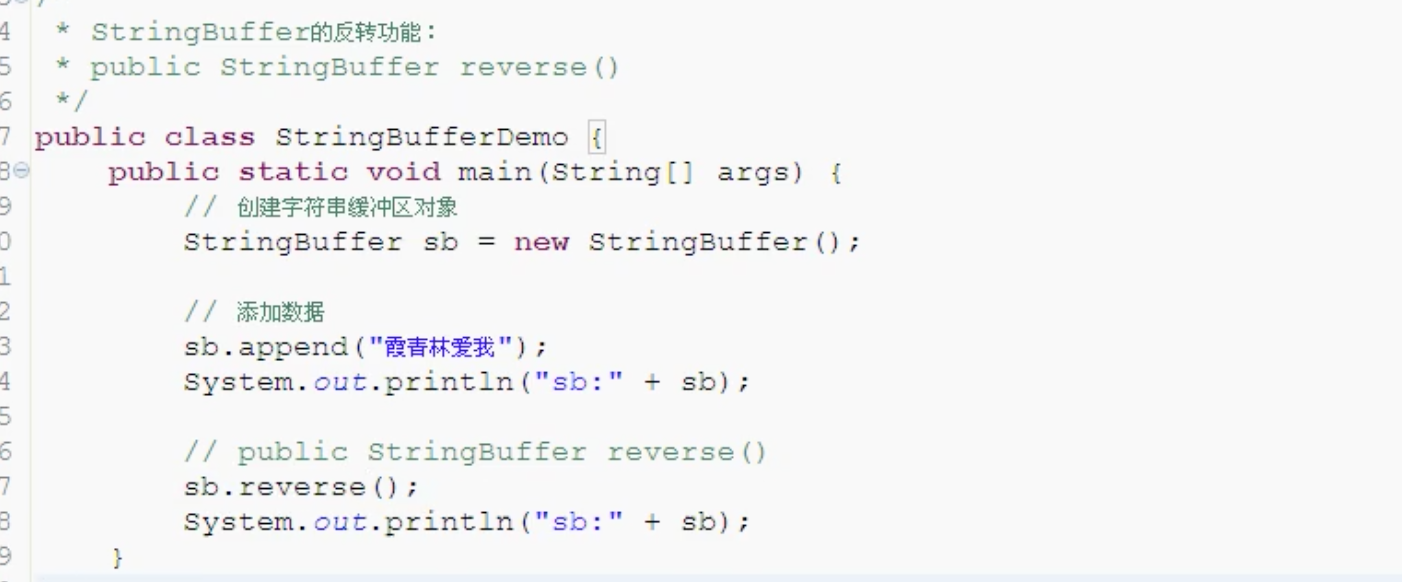 4 * StringBuffer的反转功能：
5 * public StringBuffer reverse()
6 */
7 public class StringBufferDemo {
8 public static void main(String[] args) {
9 // 创建字符串缓冲区对象
0 StringBuffer sb = new StringBuffer();
1
2 // 添加数据
3 sb.append("霞青林爱我");
4 System.out.println("sb:" + sb);
5
6 // public StringBuffer reverse()
7 sb.reverse();
8 System.out.println("sb:" + sb);
9 }